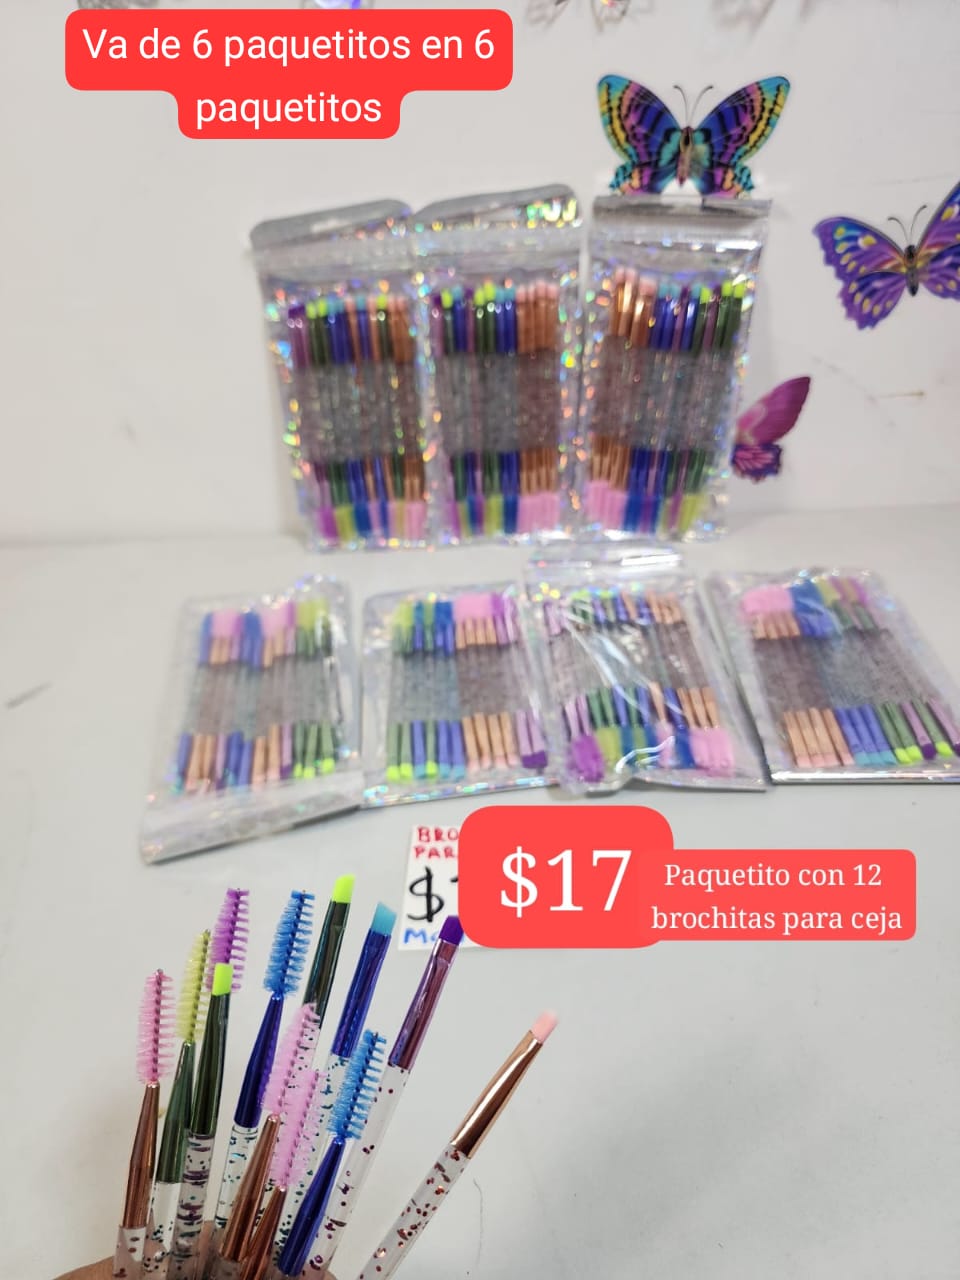 Va de 6 paquetitos en 6
paquetitos
$17
Paquetito con 12
brochitas para ceja
$